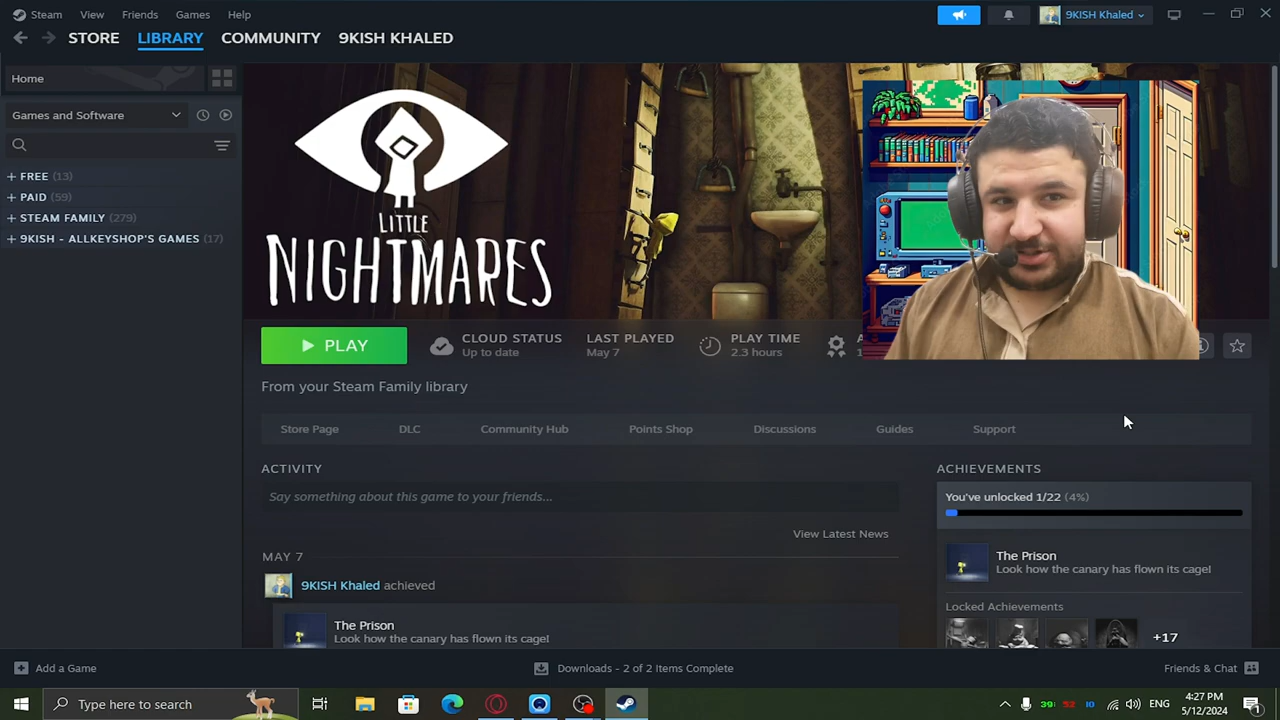 Steam View Friends Games Help
9KISH Khaled
STORE LIBRARY COMMUNITY 9KISH KHALED
Home
Games and Software
FREE (13)
PAID (59)
STEAM FAMILY (279)
9KISH - ALLKEYSHOP'S GAMES (17)
LITTLE
NIGHTMARES
PLAY
CLOUD STATUS
Up to date
LAST PLAYED
May 7
PLAY TIME
2.3 hours
From your Steam Family library
Store Page DLC Community Hub Points Shop Discussions Guides Support
ACTIVITY
Say something about this game to your friends...
View Latest News
MAY 7
9KISH Khaled achieved
The Prison
Look how the canary has flown its cage!
ACHIEVEMENTS
You've unlocked 1/22 (4%)
The Prison
Look how the canary has flown its cage!
Locked Achievements
+17
Add a Game
Downloads - 2 of 2 Items Complete
Friends & Chat
Type here to search
39 52 10
ENG
4:27 PM
5/12/2024
1